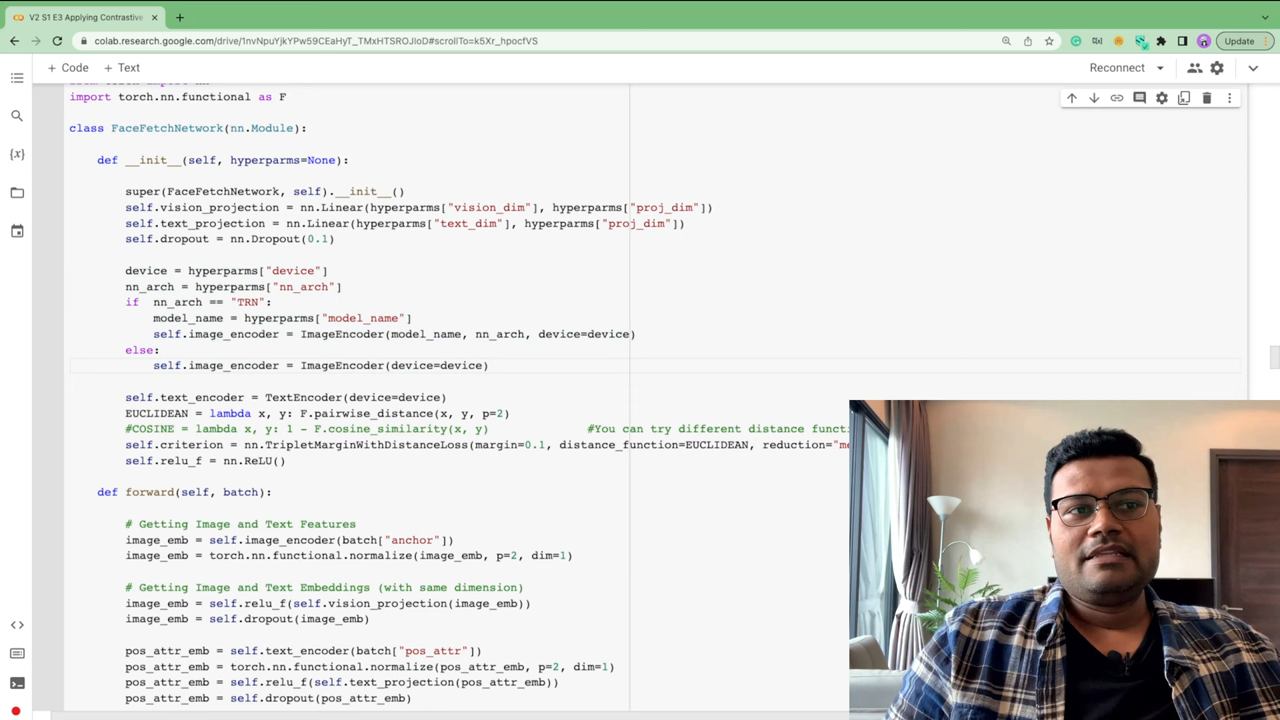 V2 S1 E3 Applying Contrastive
colab.research.google.com/drive/1nvNpuYjkYPw59CEaHyT_TMxHTSROJIoD#scrollTo=k5Xr_hpocfVS
Update
+ Code + Text
Reconnect
import torch.nn.functional as F
class FaceFetchNetwork(nn.Module):
def __init__(self, hyperparms=None):
super(FaceFetchNetwork, self).__init__()
self.vision_projection = nn.Linear(hyperparms["vision_dim"], hyperparms["proj_dim"])
self.text_projection = nn.Linear(hyperparms["text_dim"], hyperparms["proj_dim"])
self.dropout = nn.Dropout(0.1)
device = hyperparms["device"]
nn_arch = hyperparms["nn_arch"]
if nn_arch == "TRN":
model_name = hyperparms["model_name"]
self.image_encoder = ImageEncoder(model_name, nn_arch, device=device)
else:
self.image_encoder = ImageEncoder(device=device)
self.text_encoder = TextEncoder(device=device)
EUCLIDEAN = lambda x, y: F.pairwise_distance(x, y, p=2)
#COSINE = lambda x, y: 1 - F.cosine_similarity(x, y) #You can try different distance functi
self.criterion = nn.TripletMarginWithDistanceLoss(margin=0.1, distance_function=EUCLIDEAN, reduction="me
self.relu_f = nn.ReLU()
def forward(self, batch):
# Getting Image and Text Features
image_emb = self.image_encoder(batch["anchor"])
image_emb = torch.nn.functional.normalize(image_emb, p=2, dim=1)
# Getting Image and Text Embeddings (with same dimension)
image_emb = self.relu_f(self.vision_projection(image_emb))
image_emb = self.dropout(image_emb)
pos_attr_emb = self.text_encoder(batch["pos_attr"])
pos_attr_emb = torch.nn.functional.normalize(pos_attr_emb, p=2, dim=1)
pos_attr_emb = self.relu_f(self.text_projection(pos_attr_emb))
pos_attr_emb = self.dropout(pos_attr_emb)